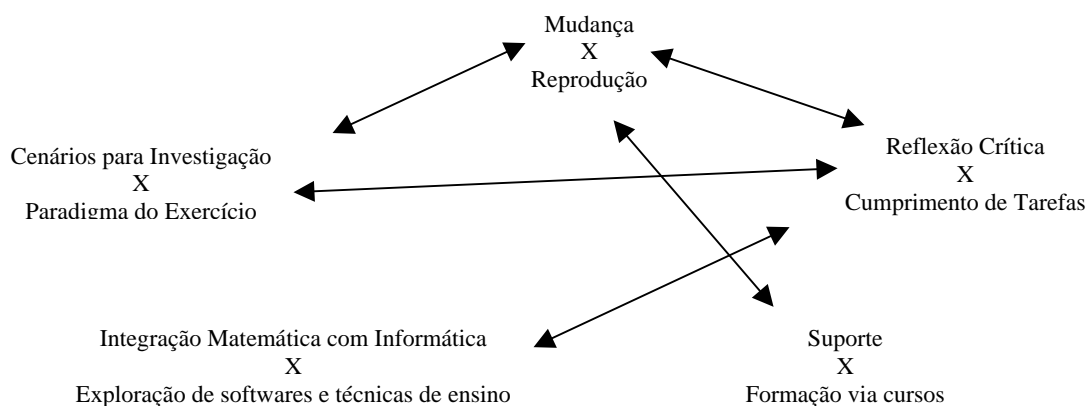 Mudança
X
Reprodução
Cenários para Investigação
X
Paradigma do Exercício
Reflexão Crítica
X
Cumprimento de Tarefas
Integração Matemática com Informática
X
Exploração de softwares e técnicas de ensino
Suporte
X
Formação via cursos